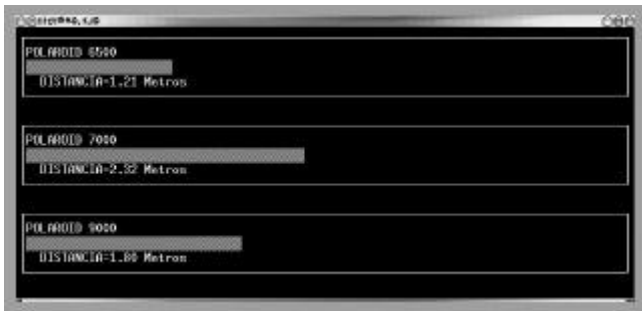 POLAROID 6500
DISTANCIA=1.21 Metros
POLAROID 7000
DISTANCIA=2.32 Metros
POLAROID 9000
DISTANCIA=1.80 Metros